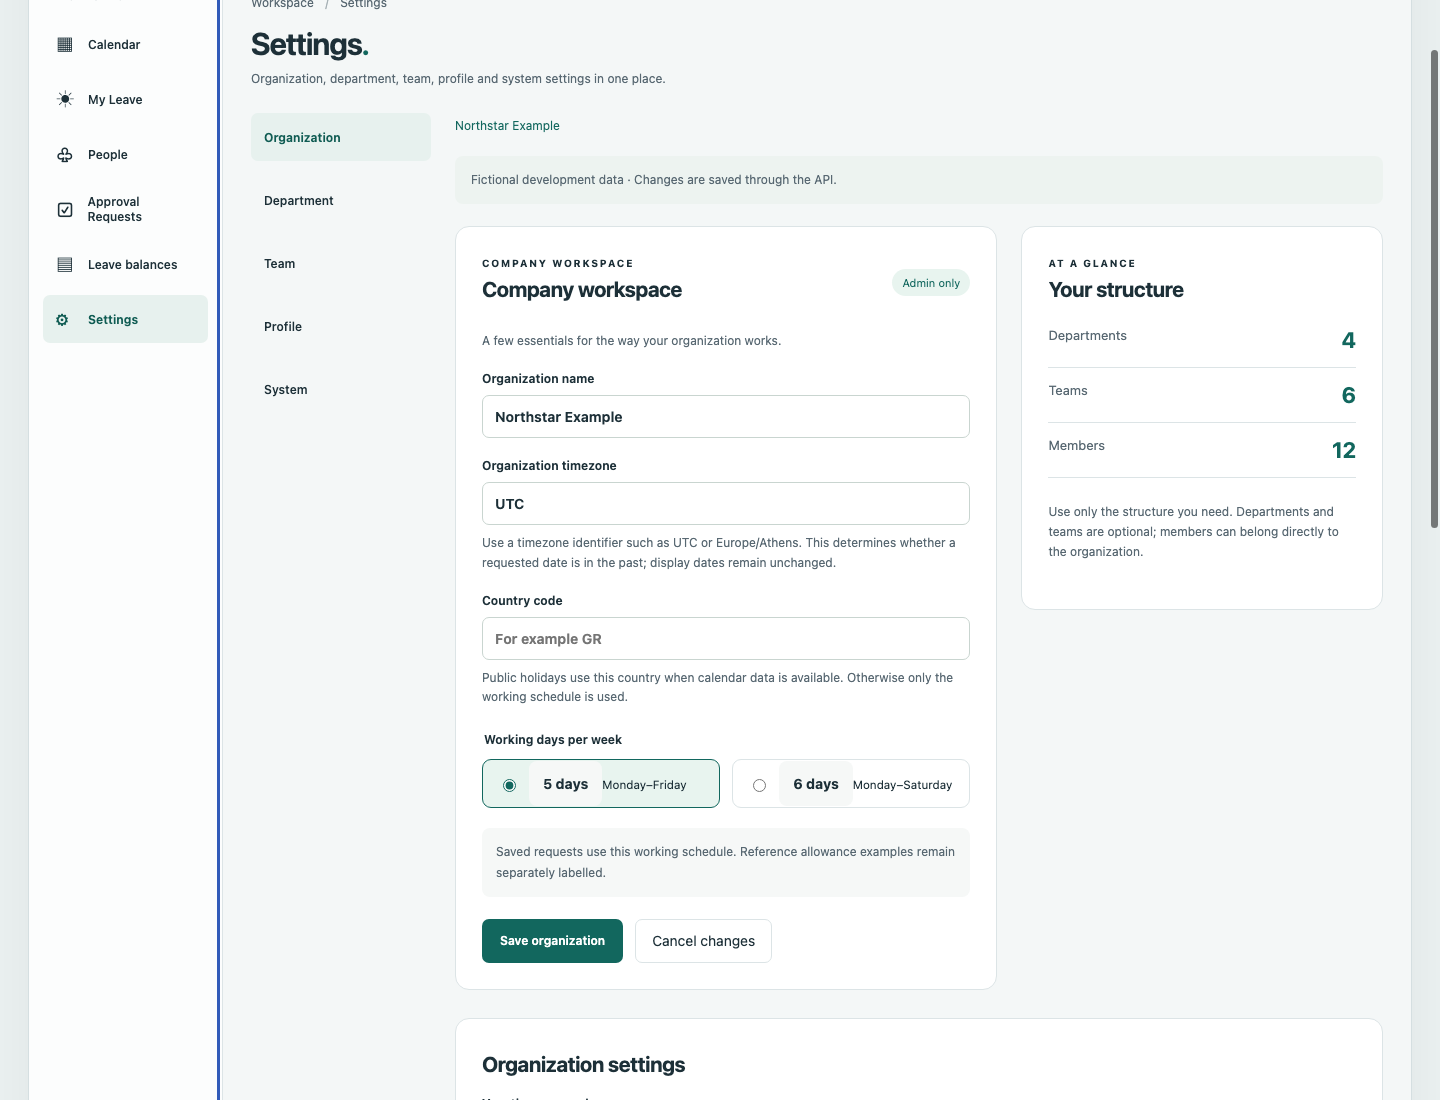 Workspace / Settings
Calendar
Settings.
Organization, department, team, profile and system settings in one place.
My Leave
People
Approval
Requests
Leave balances
Settings
Organization
Department
Team
Profile
System
Northstar Example
Fictional development data · Changes are saved through the API.
COMPANY WORKSPACE
Company workspace
Admin only
A few essentials for the way your organization works.
Organization name
Northstar Example
Organization timezone
UTC
Use a timezone identifier such as UTC or Europe/Athens. This determines whether a
requested date is in the past; display dates remain unchanged.
Country code
For example GR
Public holidays use this country when calendar data is available. Otherwise only the
working schedule is used.
Working days per week
5 days Monday–Friday
6 days Monday–Saturday
Saved requests use this working schedule. Reference allowance examples remain
separately labelled.
Save organization
Cancel changes
AT A GLANCE
Your structure
Departments 4
Teams 6
Members 12
Use only the structure you need. Departments and
teams are optional; members can belong directly to
the organization.
Organization settings